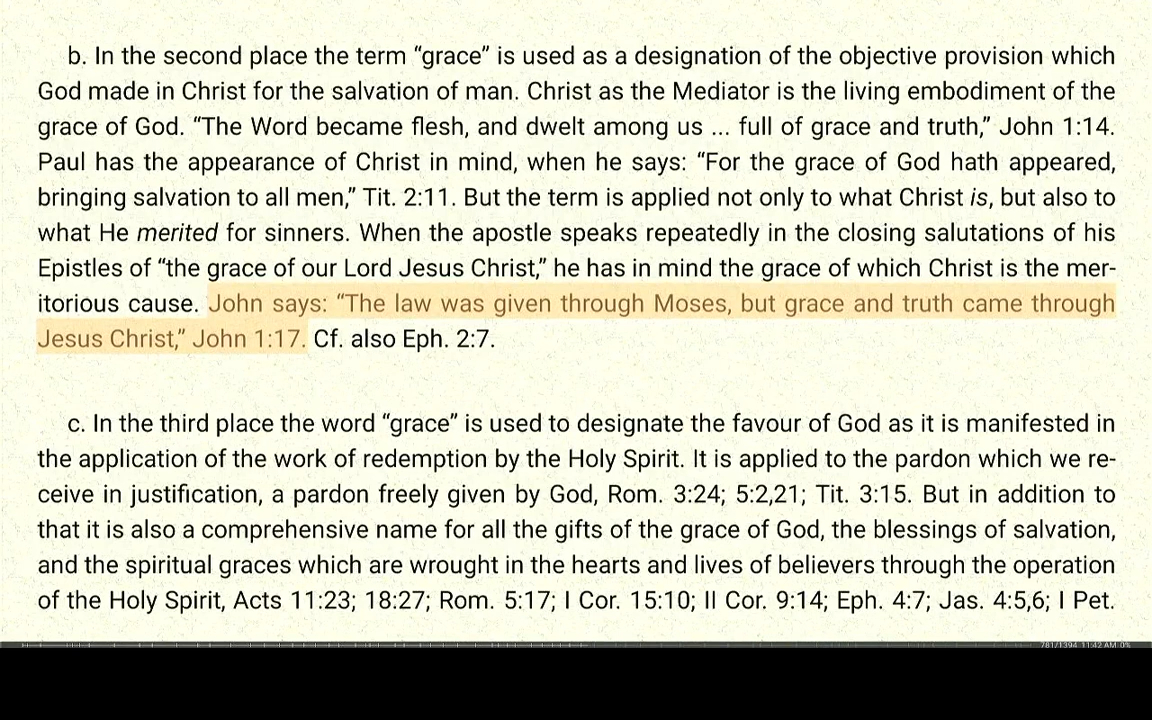 b. In the second place the term “grace” is used as a designation of the objective provision which
God made in Christ for the salvation of man. Christ as the Mediator is the living embodiment of the
grace of God. “The Word became flesh, and dwelt among us ... full of grace and truth,” John 1:14.
Paul has the appearance of Christ in mind, when he says: “For the grace of God hath appeared,
bringing salvation to all men,” Tit. 2:11. But the term is applied not only to what Christ is, but also to
what He merited for sinners. When the apostle speaks repeatedly in the closing salutations of his
Epistles of “the grace of our Lord Jesus Christ,” he has in mind the grace of which Christ is the mer-
itorious cause. John says: “The law was given through Moses, but grace and truth came through
Jesus Christ,” John 1:17. Cf. also Eph. 2:7.
c. In the third place the word “grace” is used to designate the favour of God as it is manifested in
the application of the work of redemption by the Holy Spirit. It is applied to the pardon which we re-
ceive in justification, a pardon freely given by God, Rom. 3:24; 5:2,21; Tit. 3:15. But in addition to
that it is also a comprehensive name for all the gifts of the grace of God, the blessings of salvation,
and the spiritual graces which are wrought in the hearts and lives of believers through the operation
of the Holy Spirit, Acts 11:23; 18:27; Rom. 5:17; I Cor. 15:10; II Cor. 9:14; Eph. 4:7; Jas. 4:5,6; I Pet.
781/1394 11:42 AM 0%